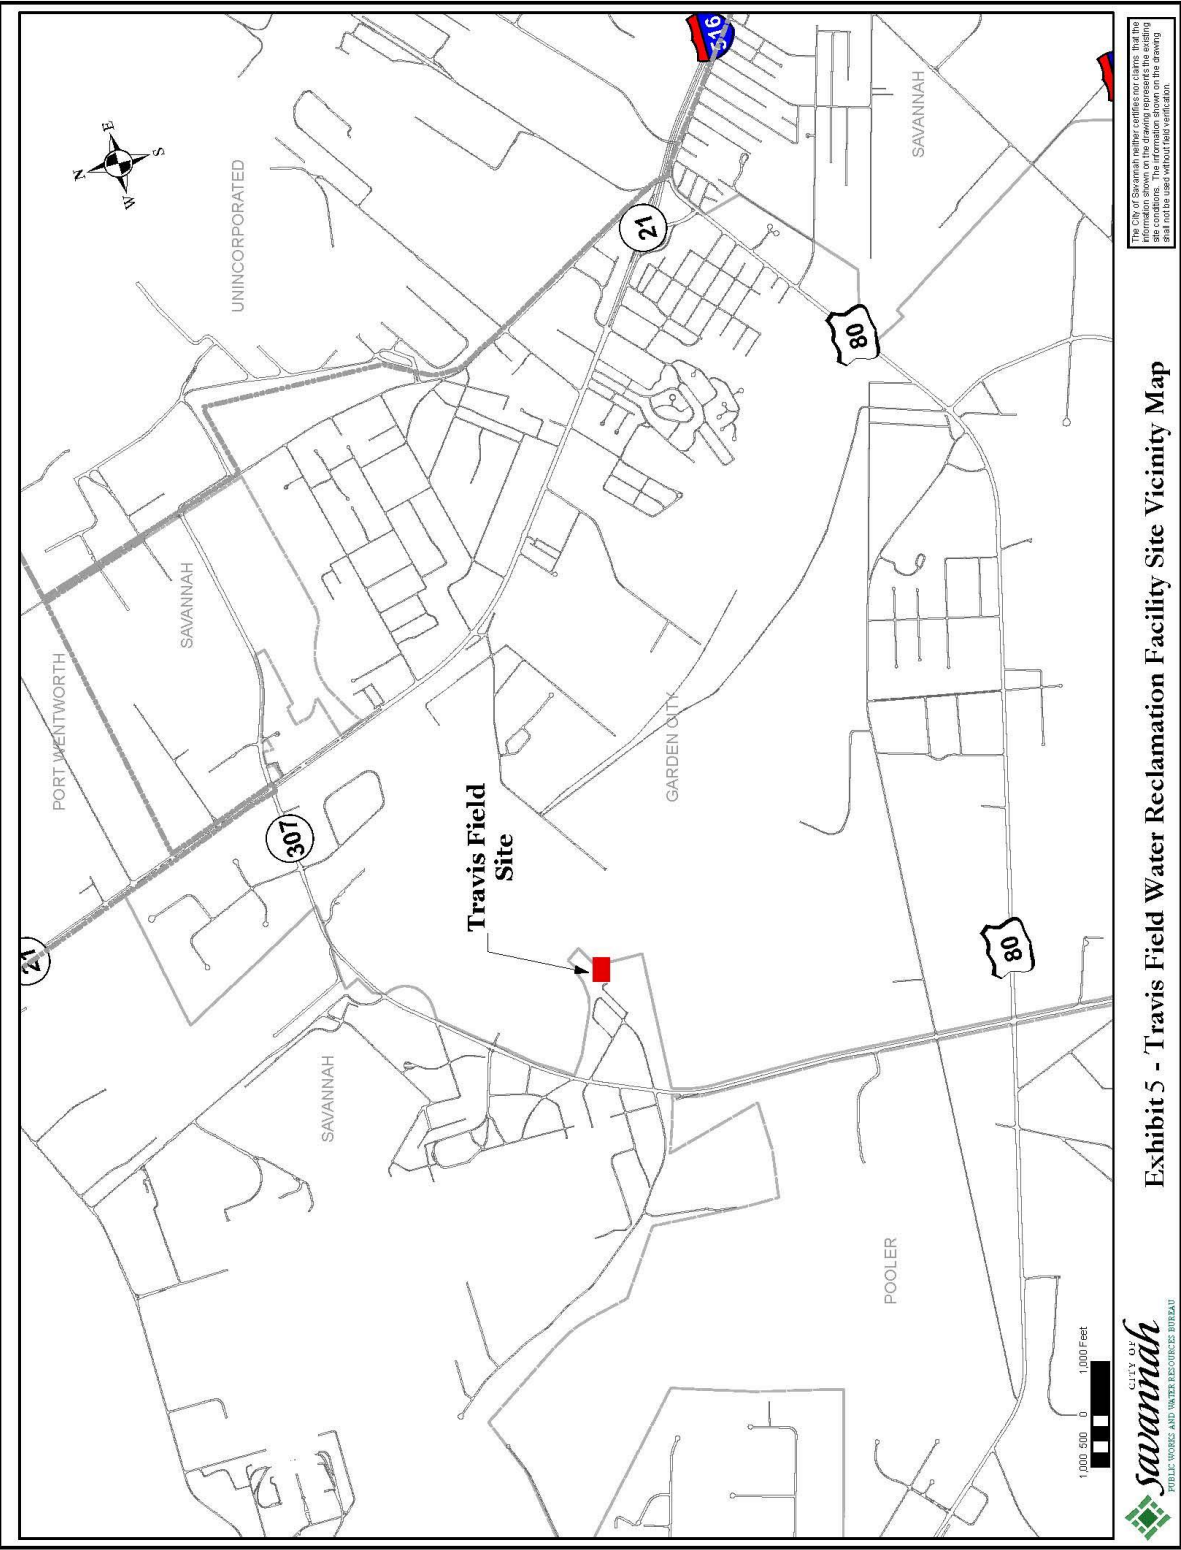 N
E
S
W
UNINCORPORATED
516
SAVANNAH
21
80
PORT WENTWORTH
SAVANNAH
307
21
GARDEN CITY
Travis Field
Site
SAVANNAH
80
POOLER
1,000 500 0 1,000 Feet
CITY OF
Savannah
PUBLIC WORKS AND WATER RESOURCES BUREAU
Exhibit 5 - Travis Field Water Reclamation Facility Site Vicinity Map
The City of Savannah neither certifies nor claims that the
information shown on the drawing represents the existing
site conditions. The information shown on the drawing
shall not be used without field verification.